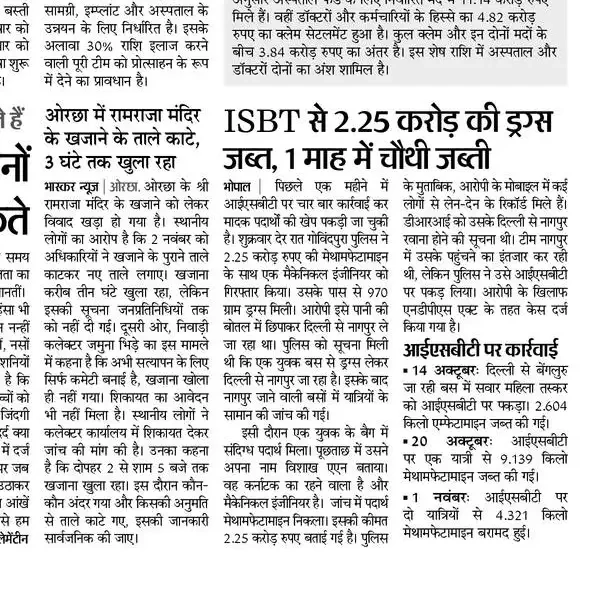 बस्ती
पार को
पार को
सामग्री, इम्प्लांट और अस्पताल के
उन्नयन के लिए निर्धारित है। इसके
अलावा 30% राशि इलाज करने
वाली पूरी टीम को प्रोत्साहन के रूप
में देने का प्रावधान है।
मिले हैं। वहीं डॉक्टरों और कर्मचारियों के हिस्से का 4.82 करोड़
रुपए का क्लेम सेटलमेंट हुआ है। कुल क्लेम और इन दोनों मदों के
बीच 3.84 करोड़ रुपए का अंतर है। इस शेष राशि में अस्पताल और
डॉक्टरों दोनों का अंश शामिल है।
ओरछा में रामराजा मंदिर
के खजाने के ताले काटे,
3 घंटे तक खुला रहा
भास्कर न्यूज | ओरछा. ओरछा के श्री
रामराजा मंदिर के खजाने को लेकर
विवाद खड़ा हो गया है। स्थानीय
लोगों का आरोप है कि 2 नवंबर को
अधिकारियों ने खजाने के पुराने ताले
काटकर नए ताले लगाए। खजाना
करीब तीन घंटे खुला रहा, लेकिन
इसकी सूचना जनप्रतिनिधियों तक
को नहीं दी गई। दूसरी ओर, निवाड़ी
कलेक्टर जमुना भिड़े का इस मामले
में कहना है कि अभी सत्यापन के लिए
सिर्फ कमेटी बनाई है, खजाना खोला
ही नहीं गया। शिकायत का आवेदन
भी नहीं मिला है। स्थानीय लोगों ने
कलेक्टर कार्यालय में शिकायत देकर
जांच की मांग की है। उनका कहना
है कि दोपहर 2 से शाम 5 बजे तक
खजाना खुला रहा। इस दौरान कौन-
कौन अंदर गया और किसकी अनुमति
से ताले काटे गए, इसकी जानकारी
सार्वजनिक की जाए।
ISBT से 2.25 करोड़ की ड्रग्स
जब्त, 1 माह में चौथी जब्ती
भोपाल | पिछले एक महीने में
आईएसबीटी पर चार बार कार्रवाई कर
मादक पदार्थों की खेप पकड़ी जा चुकी
है। शुक्रवार देर रात गोविंदपुरा पुलिस ने
2.25 करोड़ रुपए की मेथामफेटामाइन
के साथ एक मैकेनिकल इंजीनियर को
गिरफ्तार किया। उसके पास से 970
ग्राम ड्रग्स मिली। आरोपी इसे पानी की
बोतल में छिपाकर दिल्ली से नागपुर ले
जा रहा था। पुलिस को सूचना मिली
थी कि एक युवक बस से ड्रग्स लेकर
दिल्ली से नागपुर जा रहा है। इसके बाद
नागपुर जाने वाली बसों में यात्रियों के
सामान की जांच की गई।
इसी दौरान एक युवक के बैग में
संदिग्ध पदार्थ मिला। पूछताछ में उसने
अपना नाम विशाख एएन बताया।
वह कर्नाटक का रहने वाला है और
मैकेनिकल इंजीनियर है। जांच में पदार्थ
मेथामफेटामाइन निकला। इसकी कीमत
2.25 करोड़ रुपए बताई गई है। पुलिस
के मुताबिक, आरोपी के मोबाइल में कई
लोगों से लेन-देन के रिकॉर्ड मिले हैं।
डीआरआई को उसके दिल्ली से नागपुर
रवाना होने की सूचना थी। टीम नागपुर
में उसके पहुंचने का इंतजार कर रही
थी, लेकिन पुलिस ने उसे आईएसबीटी
पर पकड़ लिया। आरोपी के खिलाफ
एनडीपीएस एक्ट के तहत केस दर्ज
किया गया है।
आईएसबीटी पर कार्रवाई
▪ 14 अक्टूबर: दिल्ली से बेंगलुरु
जा रही बस में सवार महिला तस्कर
को आईएसबीटी पर पकड़ा। 2.604
किलो एम्फेटामाइन जब्त की गई।
▪ 20 अक्टूबर: आईएसबीटी
पर एक यात्री से 9.139 किलो
मेथामफेटामाइन जब्त की गई।
▪ 1 नवंबर: आईएसबीटी पर
दो यात्रियों से 4.321 किलो
मेथामफेटामाइन बरामद हुई।